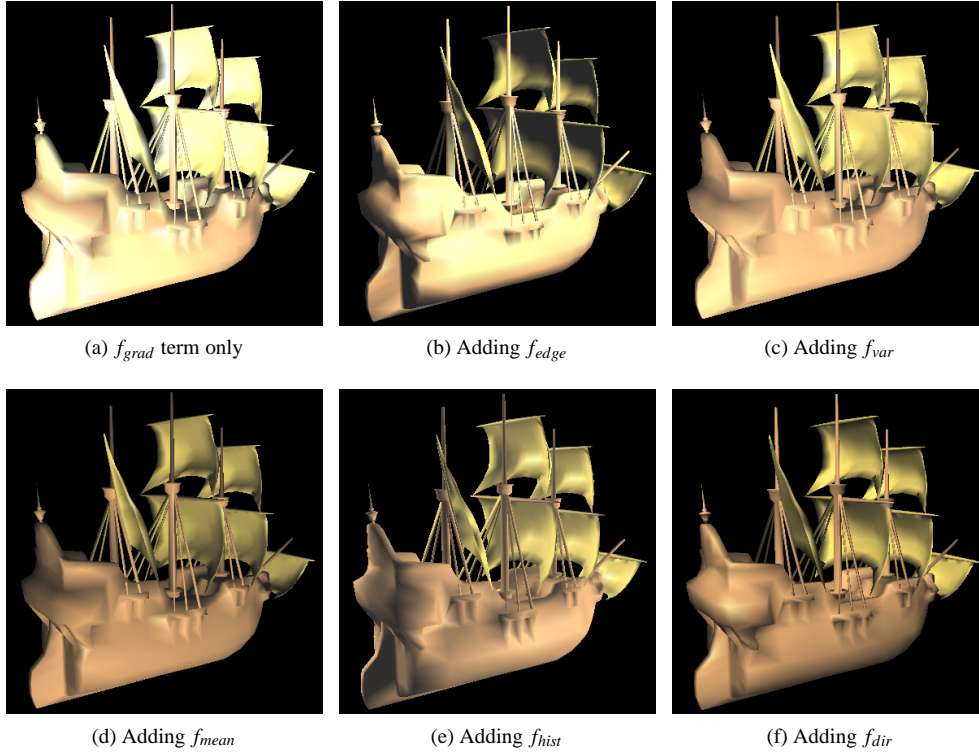 (a) f_grad term only
(b) Adding f_edge
(c) Adding f_var
(d) Adding f_mean
(e) Adding f_hist
(f) Adding f_dir